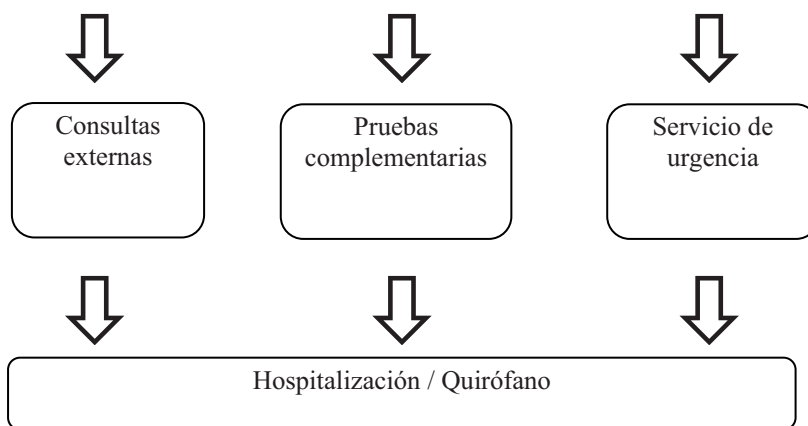 Consultas
externas
Pruebas
complementarias
Servicio de
urgencia
Hospitalización / Quirófano